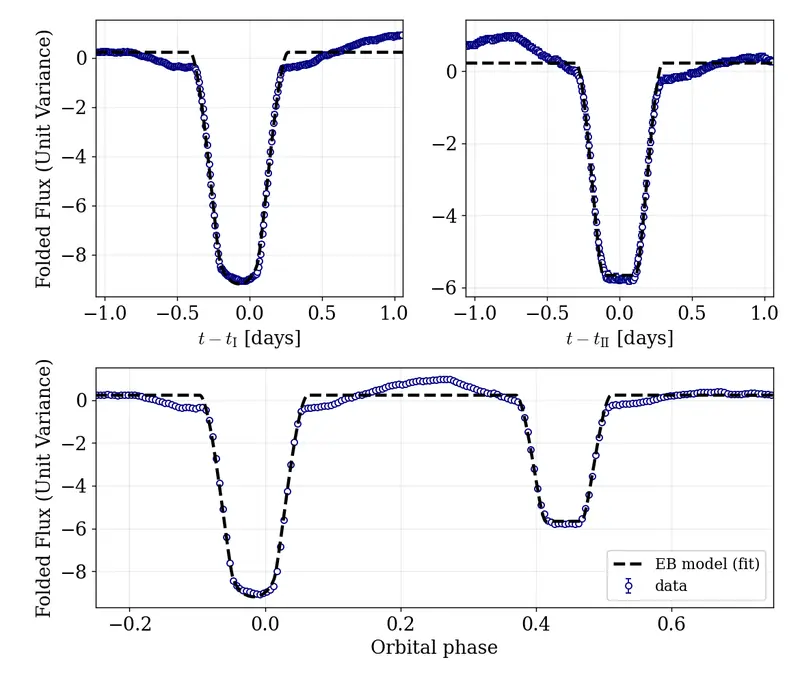 Folded Flux (Unit Variance)
0
−2
−4
−6
−8
−1.0 −0.5 0.0 0.5 1.0
t − t_I [days]
0
−2
−4
−6
−1.0 −0.5 0.0 0.5 1.0
t − t_II [days]
Folded Flux (Unit Variance)
0
−2
−4
−6
−8
−0.2 0.0 0.2 0.4 0.6
Orbital phase
EB model (fit)
data